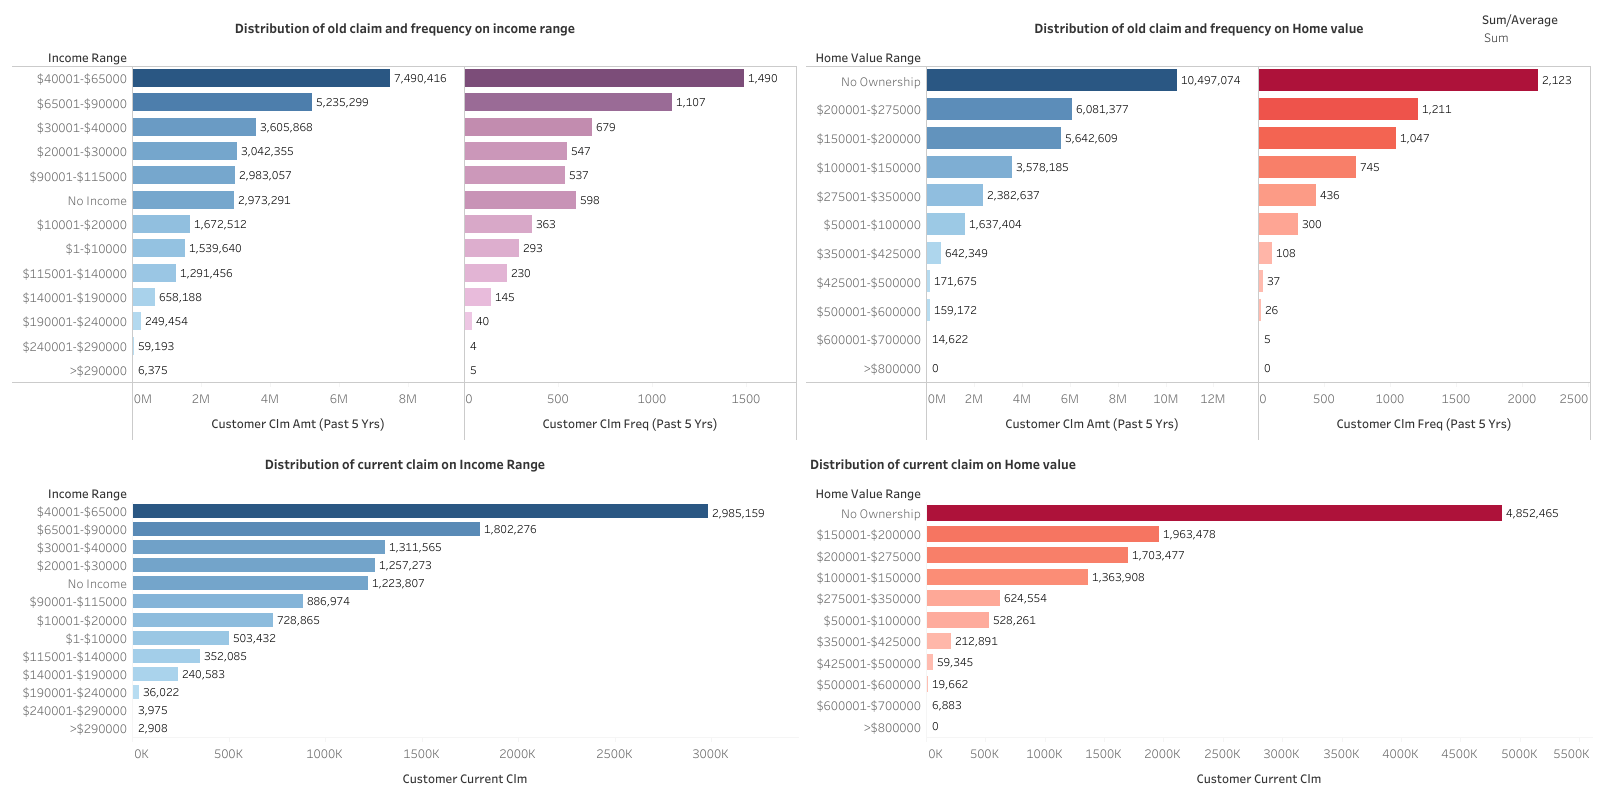 Distribution of old claim and frequency on income range
Income Range
$40001-$65000 7,490,416 1,490
$65001-$90000 5,235,299 1,107
$30001-$40000 3,605,868 679
$20001-$30000 3,042,355 547
$90001-$115000 2,983,057 537
No Income 2,973,291 598
$10001-$20000 1,672,512 363
$1-$10000 1,539,640 293
$115001-$140000 1,291,456 230
$140001-$190000 658,188 145
$190001-$240000 249,454 40
$240001-$290000 59,193 4
>$290000 6,375 5
0M 2M 4M 6M 8M 0 500 1000 1500
Customer Clm Amt (Past 5 Yrs) Customer Clm Freq (Past 5 Yrs)
Distribution of old claim and frequency on Home value
Sum/Average
Sum
Home Value Range
No Ownership 10,497,074 2,123
$200001-$275000 6,081,377 1,211
$150001-$200000 5,642,609 1,047
$100001-$150000 3,578,185 745
$275001-$350000 2,382,637 436
$50001-$100000 1,637,404 300
$350001-$425000 642,349 108
$425001-$500000 171,675 37
$500001-$600000 159,172 26
$600001-$700000 14,622 5
>$800000 0 0
0M 2M 4M 6M 8M 10M 12M 0 500 1000 1500 2000 2500
Customer Clm Amt (Past 5 Yrs) Customer Clm Freq (Past 5 Yrs)
Distribution of current claim on Income Range
Income Range
$40001-$65000 2,985,159
$65001-$90000 1,802,276
$30001-$40000 1,311,565
$20001-$30000 1,257,273
No Income 1,223,807
$90001-$115000 886,974
$10001-$20000 728,865
$1-$10000 503,432
$115001-$140000 352,085
$140001-$190000 240,583
$190001-$240000 36,022
$240001-$290000 3,975
>$290000 2,908
0K 500K 1000K 1500K 2000K 2500K 3000K
Customer Current Clm
Distribution of current claim on Home value
Home Value Range
No Ownership 4,852,465
$150001-$200000 1,963,478
$200001-$275000 1,703,477
$100001-$150000 1,363,908
$275001-$350000 624,554
$50001-$100000 528,261
$350001-$425000 212,891
$425001-$500000 59,345
$500001-$600000 19,662
$600001-$700000 6,883
>$800000 0
0K 500K 1000K 1500K 2000K 2500K 3000K 3500K 4000K 4500K 5000K 5500K
Customer Current Clm